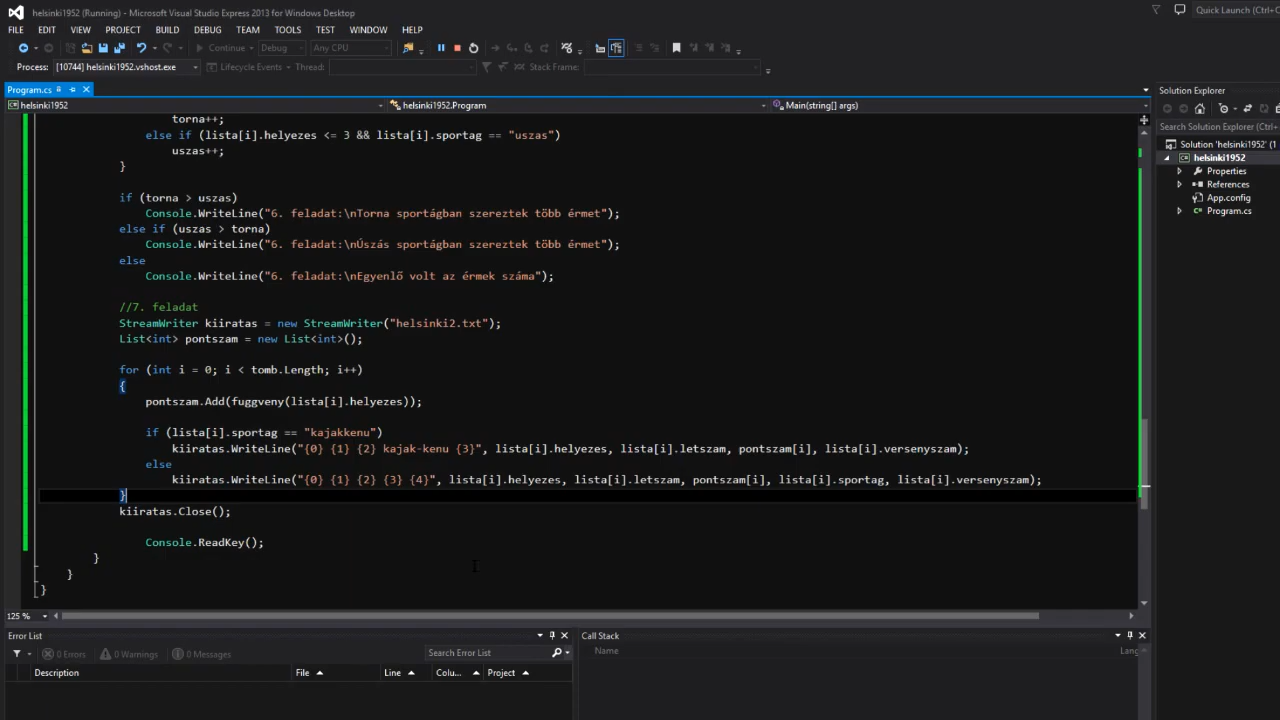 helsinki1952 (Running) - Microsoft Visual Studio Express 2013 for Windows Desktop
Quick Launch (Ctrl+
FILE EDIT VIEW PROJECT BUILD DEBUG TEAM TOOLS TEST WINDOW HELP
Continue Debug Any CPU
Process: [10744] helsinki1952.vshost.exe Lifecycle Events Thread: Stack Frame:
Program.cs
helsinki1952 helsinki1952.Program Main(string[] args)
torna++;
else if (lista[i].helyezes <= 3 && lista[i].sportag == "uszas")
uszas++;
}
if (torna > uszas)
Console.WriteLine("6. feladat:\nTorna sportágban szereztek több érmet");
else if (uszas > torna)
Console.WriteLine("6. feladat:\nÚszás sportágban szereztek több érmet");
else
Console.WriteLine("6. feladat:\nEgyenlő volt az érmek száma");
//7. feladat
StreamWriter kiiratas = new StreamWriter("helsinki2.txt");
List<int> pontszam = new List<int>();
for (int i = 0; i < tomb.Length; i++)
{
pontszam.Add(fuggveny(lista[i].helyezes));
if (lista[i].sportag == "kajakkenu")
kiiratas.WriteLine("{0} {1} {2} kajak-kenu {3}", lista[i].helyezes, lista[i].letszam, pontszam[i], lista[i].versenyszam);
else
kiiratas.WriteLine("{0} {1} {2} {3} {4}", lista[i].helyezes, lista[i].letszam, pontszam[i], lista[i].sportag, lista[i].versenyszam);
}
kiiratas.Close();
Console.ReadKey();
}
}
}
125 %
Solution Explorer
Search Solution Explorer (Ctrl+
Solution 'helsinki1952' (1
helsinki1952
Properties
References
App.config
Program.cs
Error List
0 Errors 0 Warnings 0 Messages Search Error List
Description File Line Colu... Project
Call Stack
Name Lang